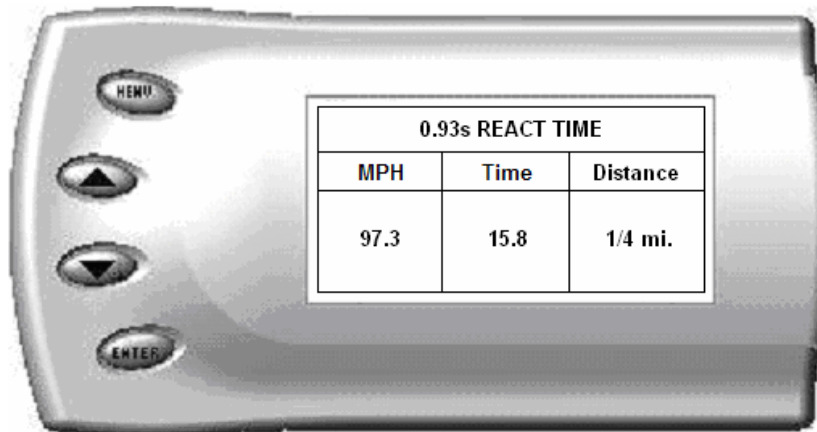 MENU
0.93s REACT TIME
MPH Time Distance
97.3 15.8 1/4 mi.
ENTER